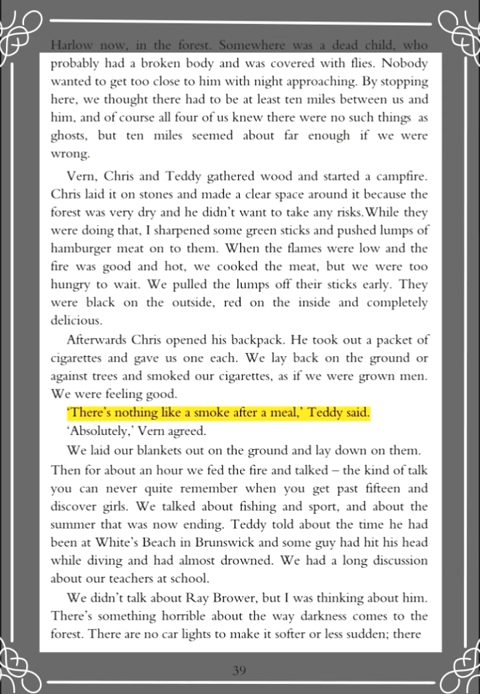 Harlow now, in the forest. Somewhere was a dead child, who
probably had a broken body and was covered with flies. Nobody
wanted to get too close to him with night approaching. By stopping
here, we thought there had to be at least ten miles between us and
him, and of course all four of us knew there were no such things as
ghosts, but ten miles seemed about far enough if we were
wrong.
Vern, Chris and Teddy gathered wood and started a campfire.
Chris laid it on stones and made a clear space around it because the
forest was very dry and he didn't want to take any risks.While they
were doing that, I sharpened some green sticks and pushed lumps of
hamburger meat on to them. When the flames were low and the
fire was good and hot, we cooked the meat, but we were too
hungry to wait. We pulled the lumps off their sticks early. They
were black on the outside, red on the inside and completely
delicious.
Afterwards Chris opened his backpack. He took out a packet of
cigarettes and gave us one each. We lay back on the ground or
against trees and smoked our cigarettes, as if we were grown men.
We were feeling good.
'There's nothing like a smoke after a meal,' Teddy said.
'Absolutely,' Vern agreed.
We laid our blankets out on the ground and lay down on them.
Then for about an hour we fed the fire and talked – the kind of talk
you can never quite remember when you get past fifteen and
discover girls. We talked about fishing and sport, and about the
summer that was now ending. Teddy told about the time he had
been at White's Beach in Brunswick and some guy had hit his head
while diving and had almost drowned. We had a long discussion
about our teachers at school.
We didn't talk about Ray Brower, but I was thinking about him.
There's something horrible about the way darkness comes to the
forest. There are no car lights to make it softer or less sudden; there
39